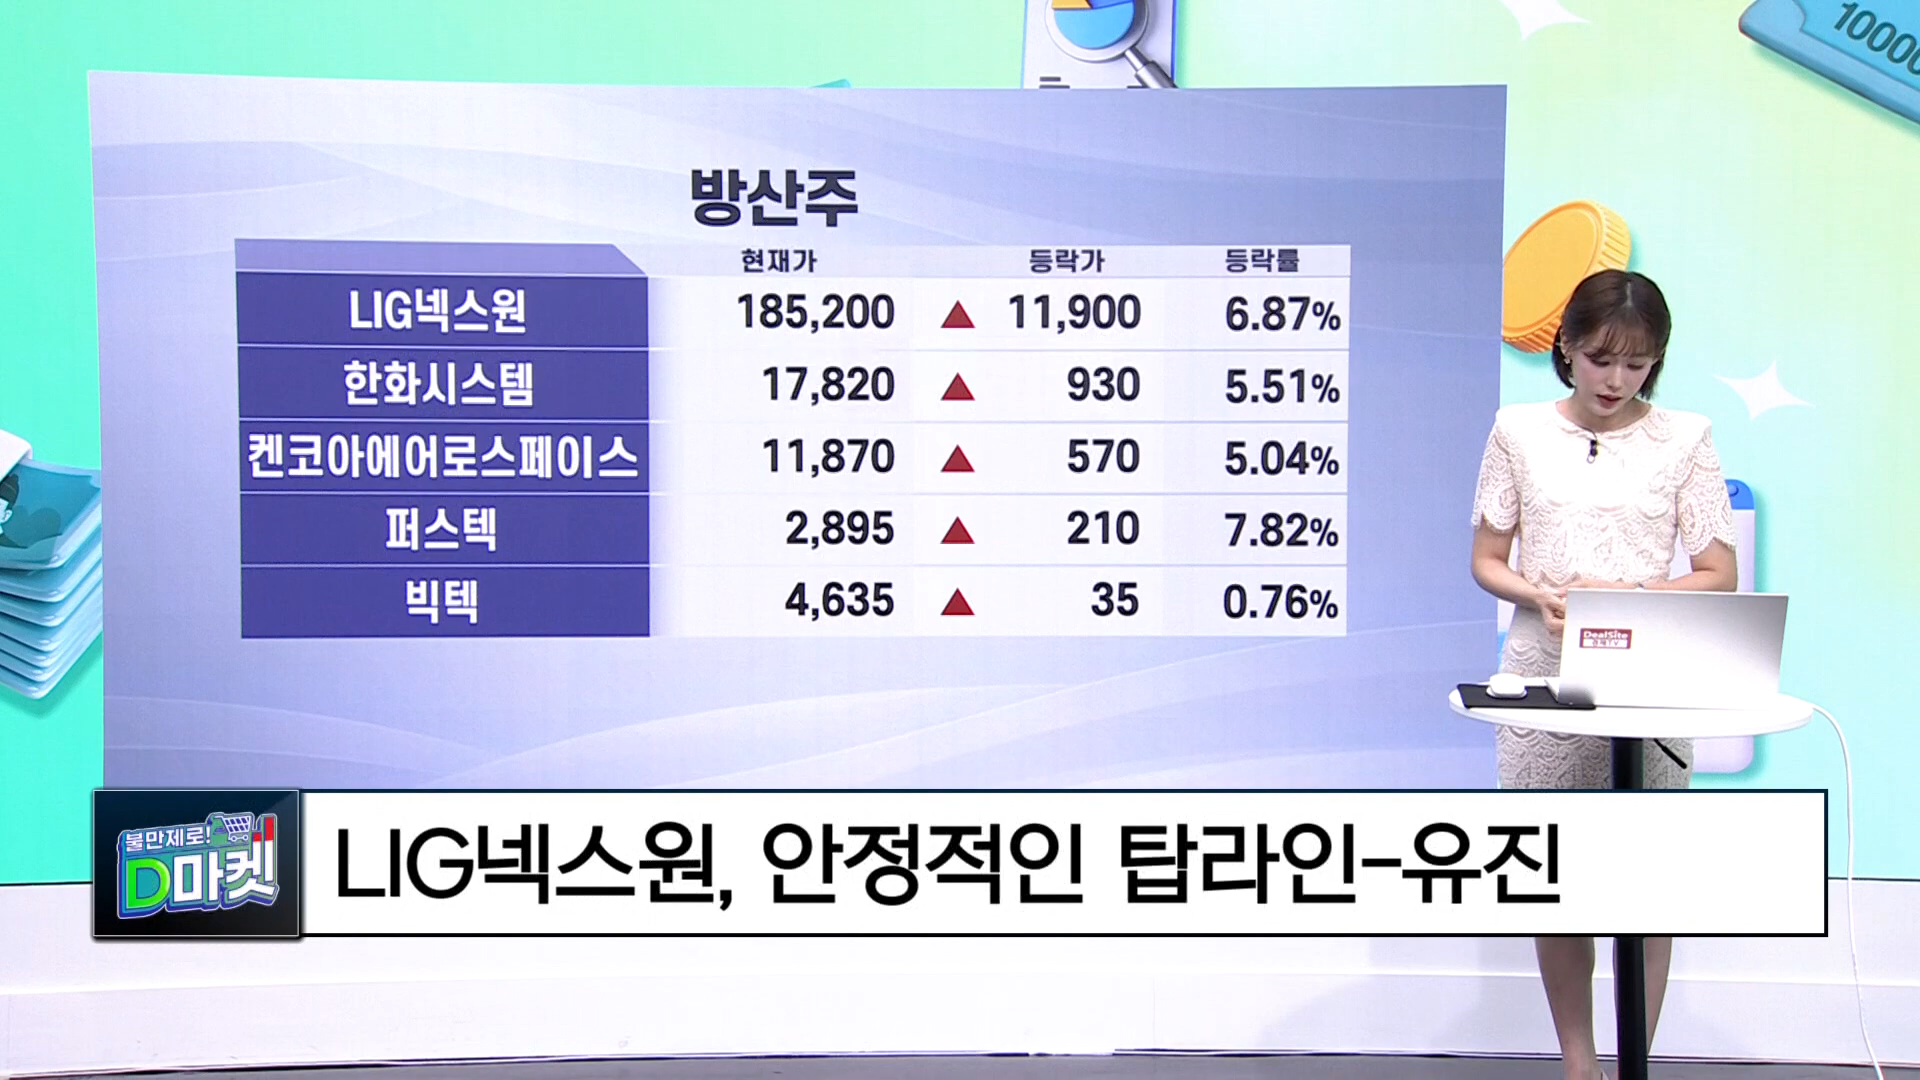 10000
방산주
현재가 등락가 등락률
LIG넥스원 185,200 ▲ 11,900 6.87%
한화시스템 17,820 ▲ 930 5.51%
켄코아에어로스페이스 11,870 ▲ 570 5.04%
퍼스텍 2,895 ▲ 210 7.82%
빅텍 4,635 ▲ 35 0.76%
DealSite
불만제로!
D마켓
LIG넥스원, 안정적인 탑라인-유진